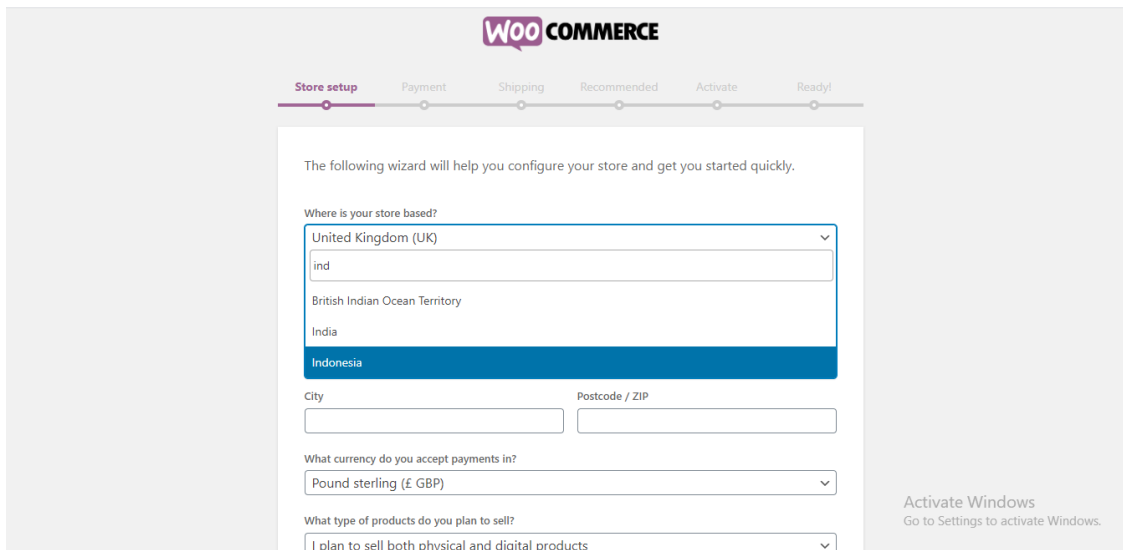 WOO COMMERCE
Store setup Payment Shipping Recommended Activate Ready!
The following wizard will help you configure your store and get you started quickly.
Where is your store based?
United Kingdom (UK)
ind
British Indian Ocean Territory
India
Indonesia
City Postcode / ZIP
What currency do you accept payments in?
Pound sterling (£ GBP)
What type of products do you plan to sell?
I plan to sell both physical and digital products
Activate Windows
Go to Settings to activate Windows.